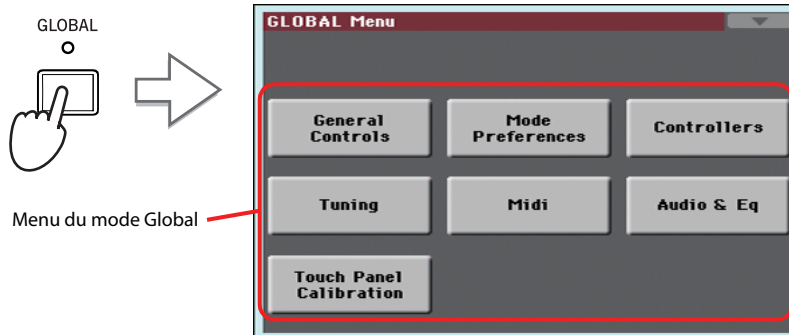 GLOBAL
GLOBAL Menu
General
Controls
Mode
Preferences
Controllers
Tuning
Midi
Audio & Eq
Touch Panel
Calibration
Menu du mode Global